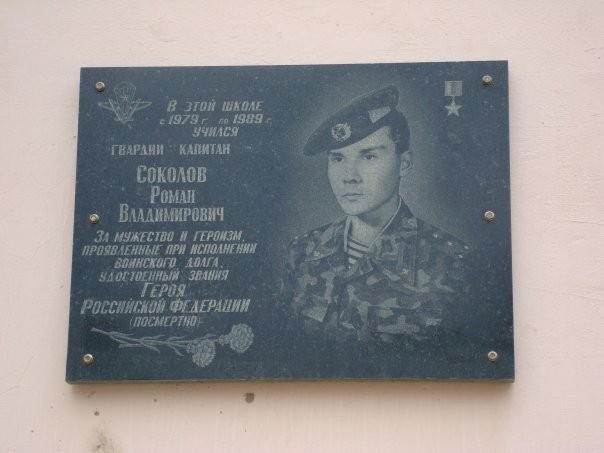 В ЭТОЙ ШКОЛЕ
с 1979 г. по 1989 г.
УЧИЛСЯ
ГВАРДИИ КАПИТАН
СОКОЛОВ
РОМАН
ВЛАДИМИРОВИЧ
ЗА МУЖЕСТВО И ГЕРОИЗМ,
ПРОЯВЛЕННЫЕ ПРИ ИСПОЛНЕНИИ
ВОИНСКОГО ДОЛГА,
УДОСТОЕННЫЙ ЗВАНИЯ
ГЕРОЯ
РОССИЙСКОЙ ФЕДЕРАЦИИ
(ПОСМЕРТНО)